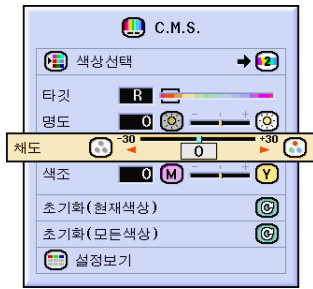 C.M.S.
색상선택 2
타깃 R
명도 0 - +
채도 -30 0 +30
색조 0 M - + Y
초기화(현재색상)
초기화(모든색상)
설정보기